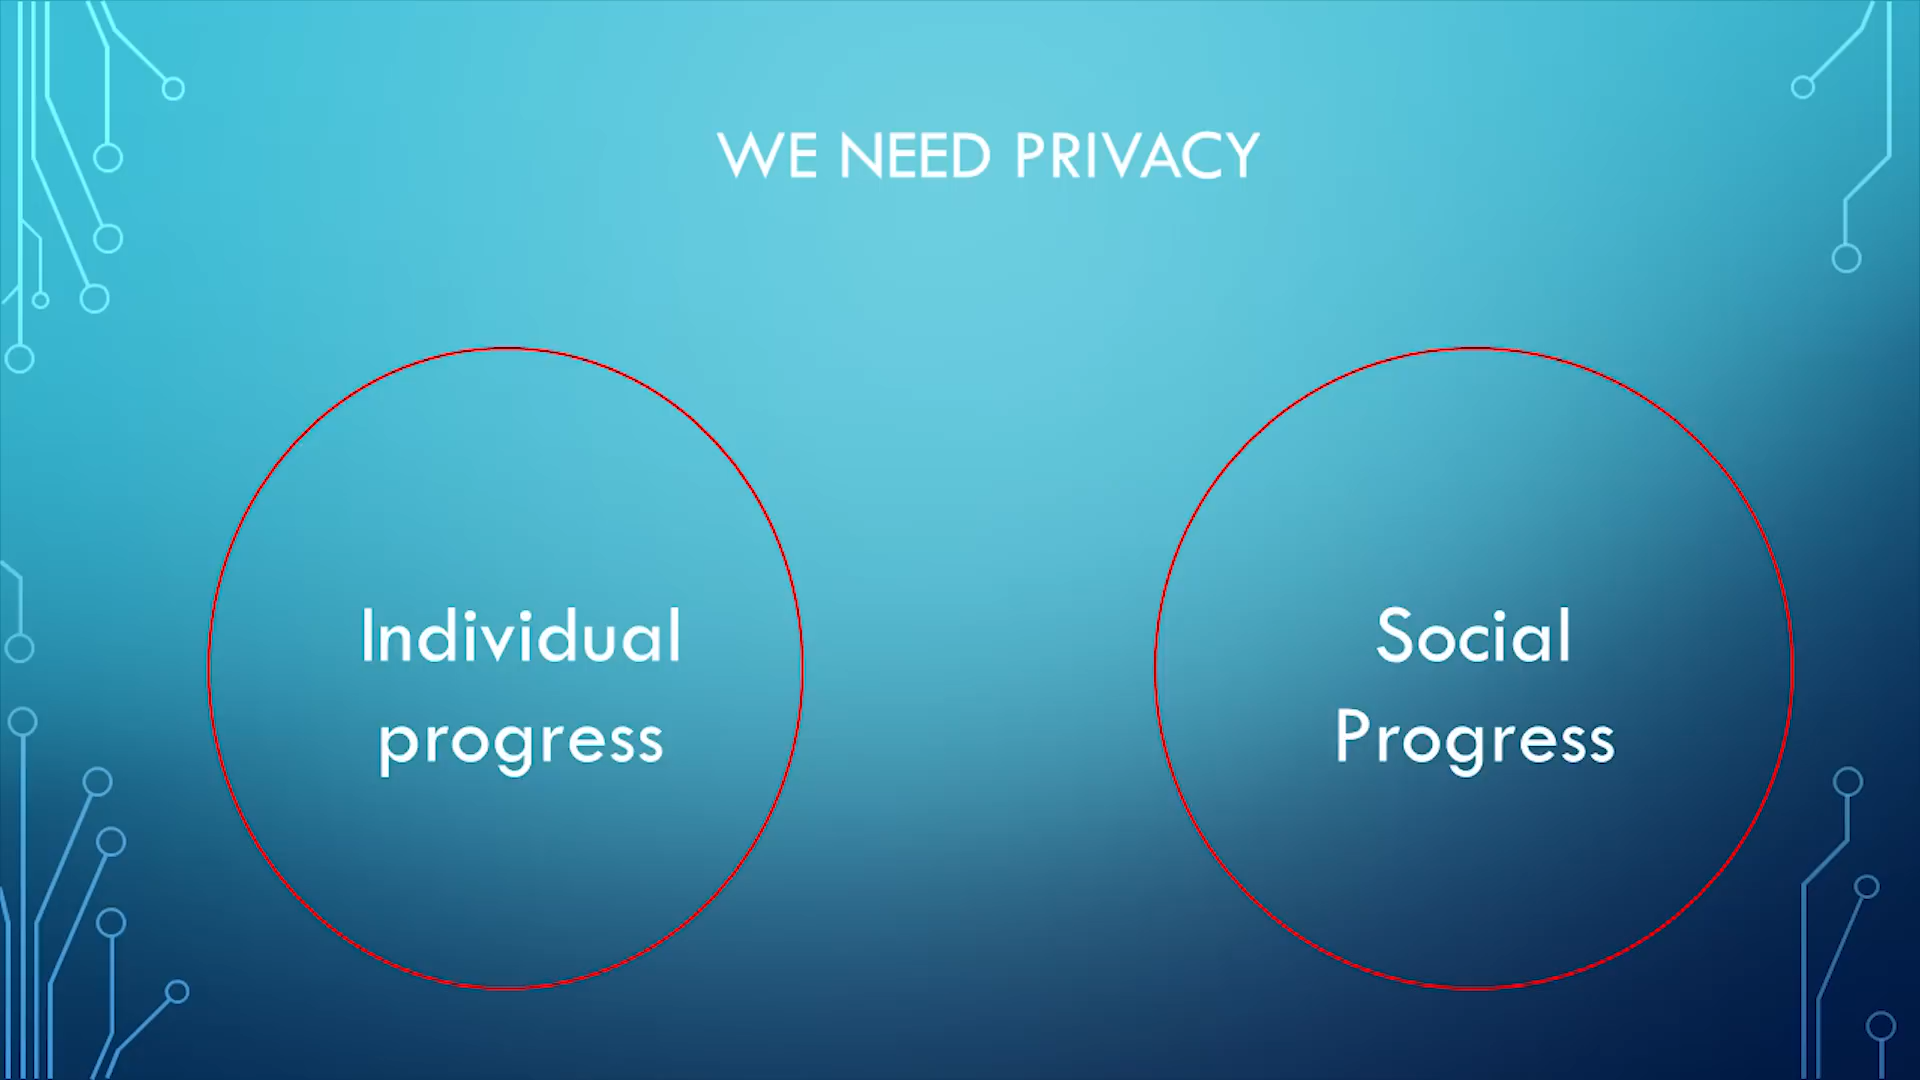 WE NEED PRIVACY
Individual
progress
Social
Progress